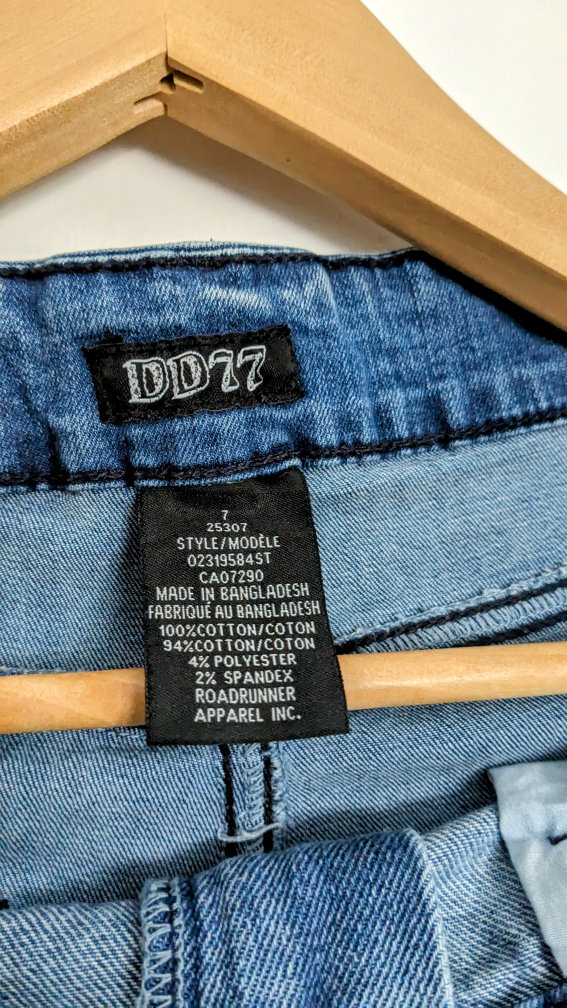 DD77
7
25307
STYLE/MODÈLE
02319584ST
CA07290
MADE IN BANGLADESH
FABRIQUÉ AU BANGLADESH
100%COTTON/COTON
94%COTTON/COTON
4% POLYESTER
2% SPANDEX
ROADRUNNER
APPAREL INC.